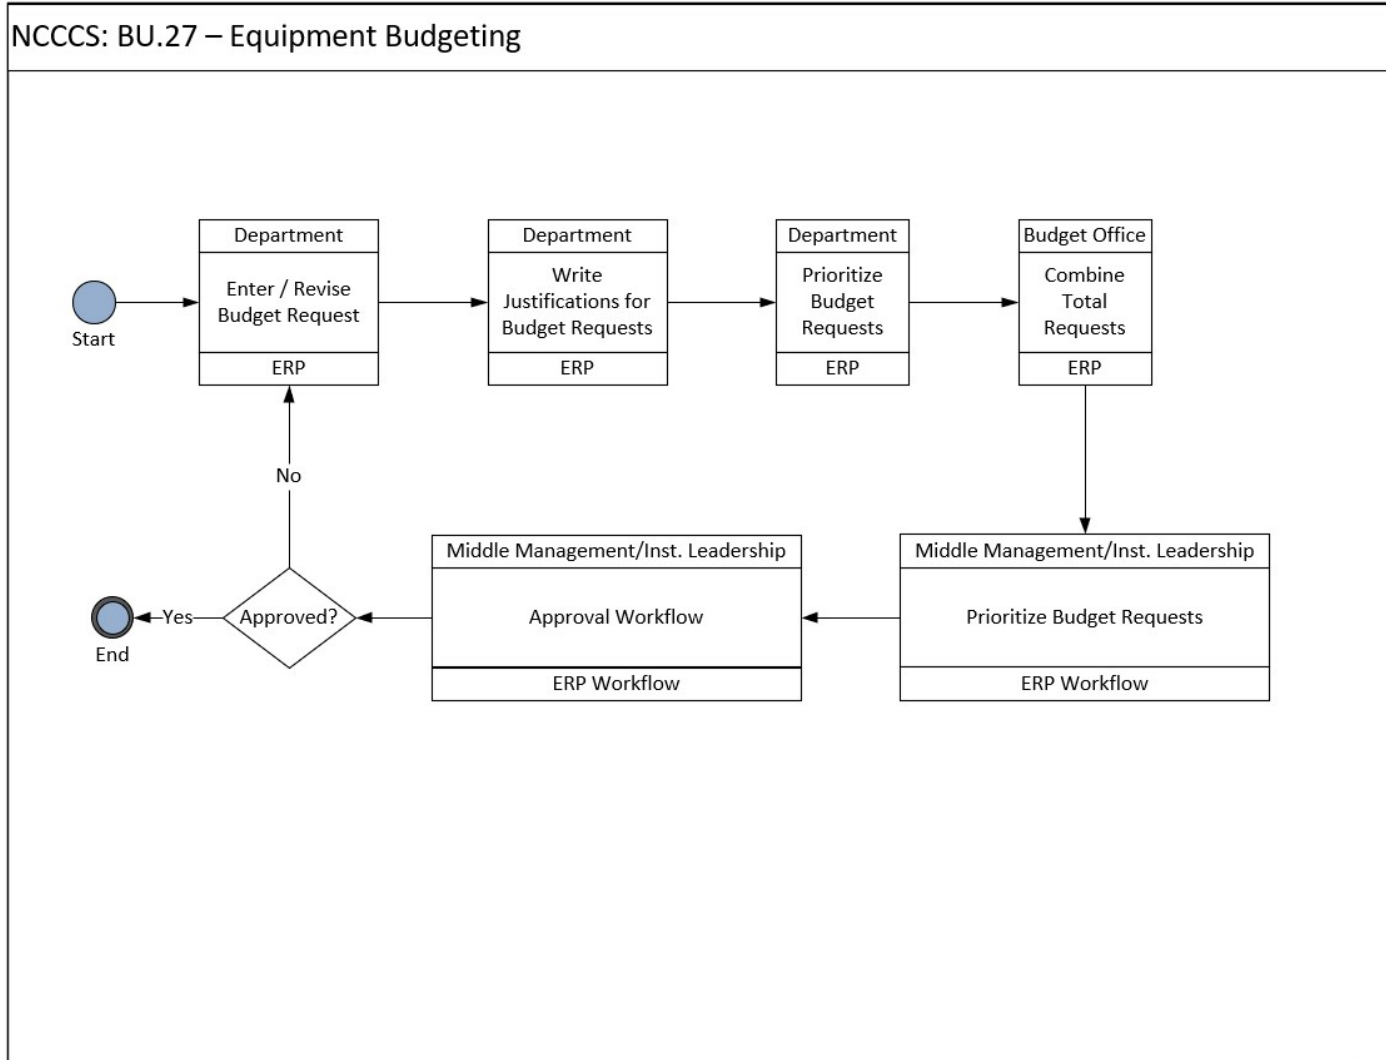 NCCCS: BU.27 – Equipment Budgeting
Department
Enter / Revise
Budget Request
ERP
Department
Write
Justifications for
Budget Requests
ERP
Department
Prioritize
Budget
Requests
ERP
Budget Office
Combine
Total
Requests
ERP
Start
No
Middle Management/Inst. Leadership
Prioritize Budget Requests
ERP Workflow
Middle Management/Inst. Leadership
Approval Workflow
ERP Workflow
Approved?
Yes
End